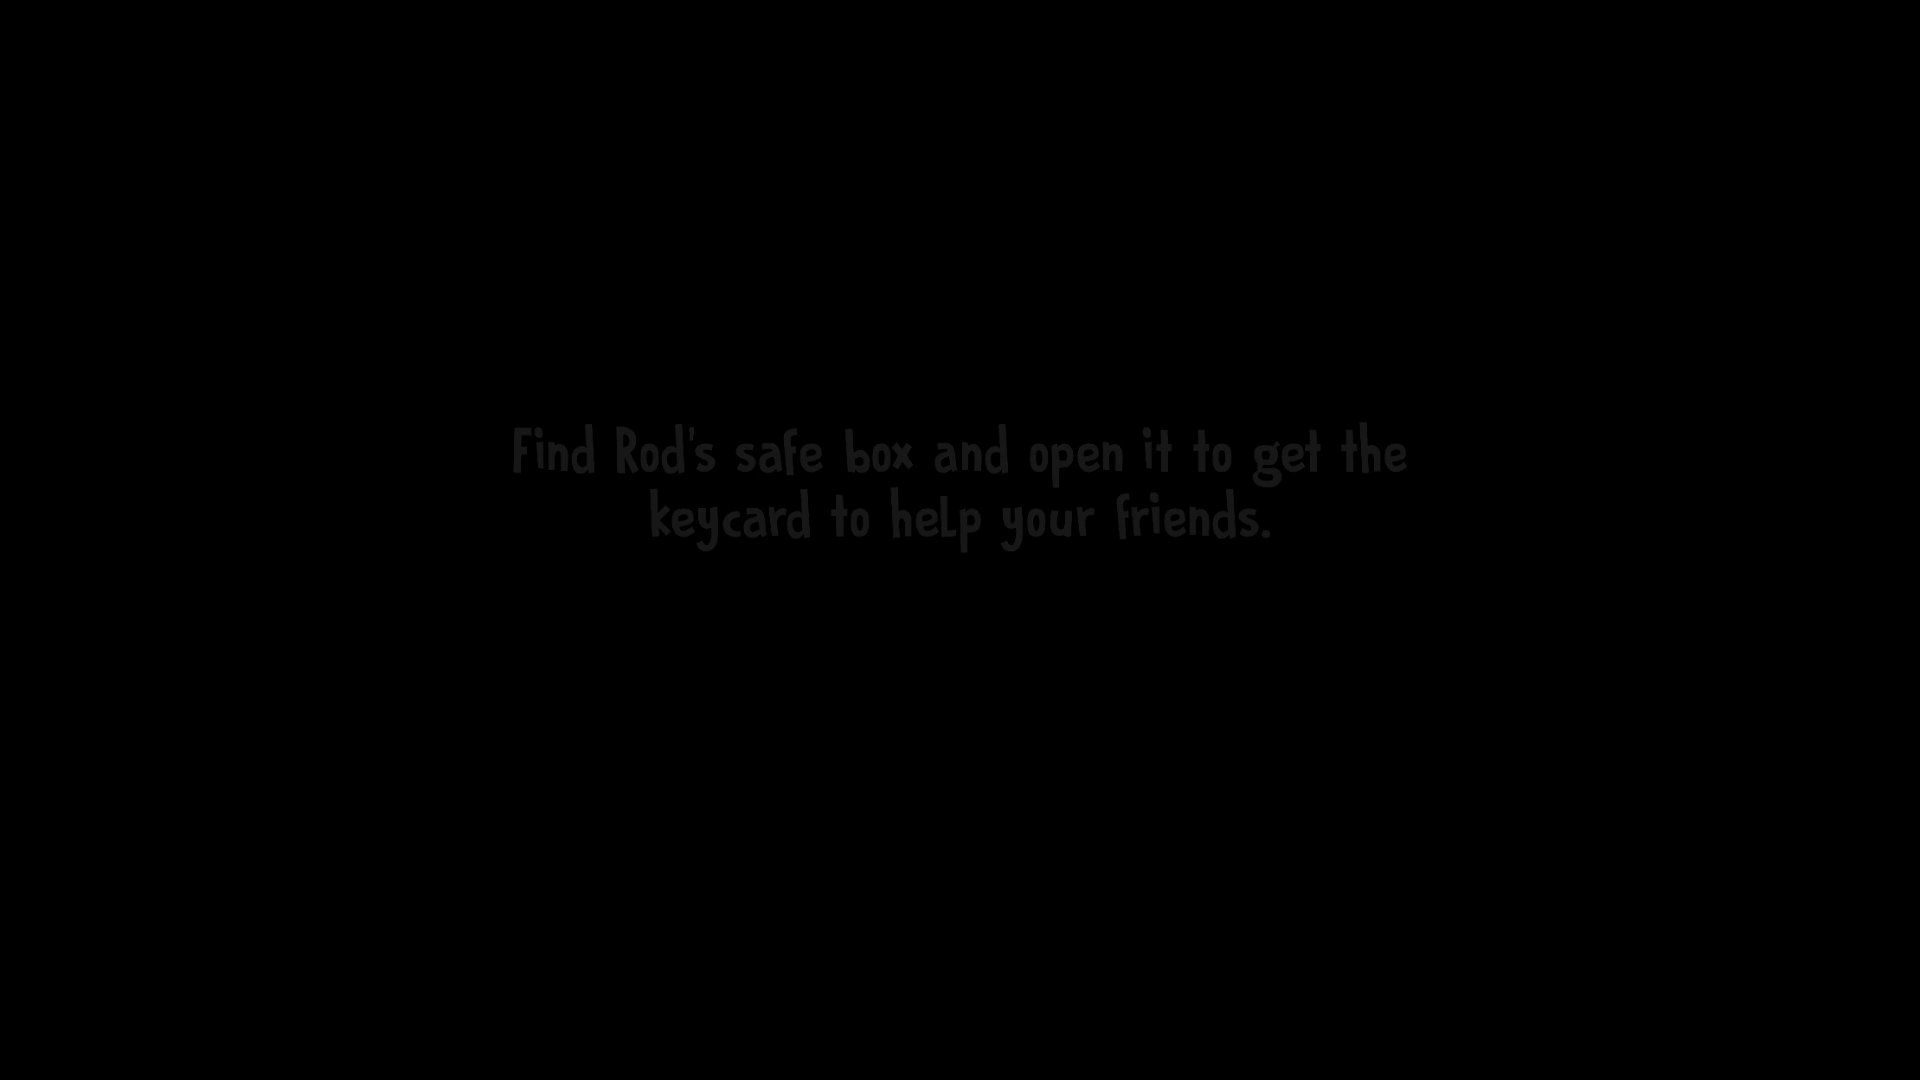 Find Rod's safe box and open it to get the
keycard to help your friends.